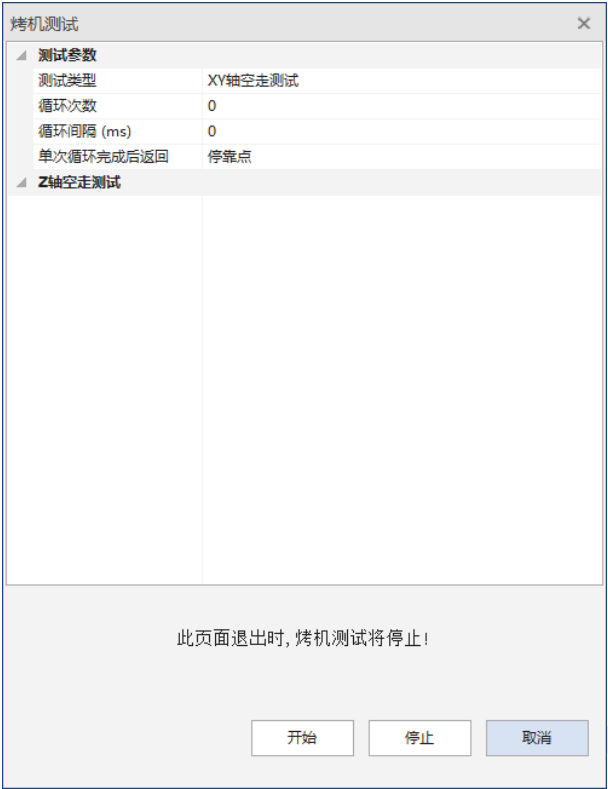 烤机测试
测试参数
测试类型 XY轴空走测试
循环次数 0
循环间隔 (ms) 0
单次循环完成后返回 停靠点
Z轴空走测试
此页面退出时, 烤机测试将停止!
开始 停止 取消